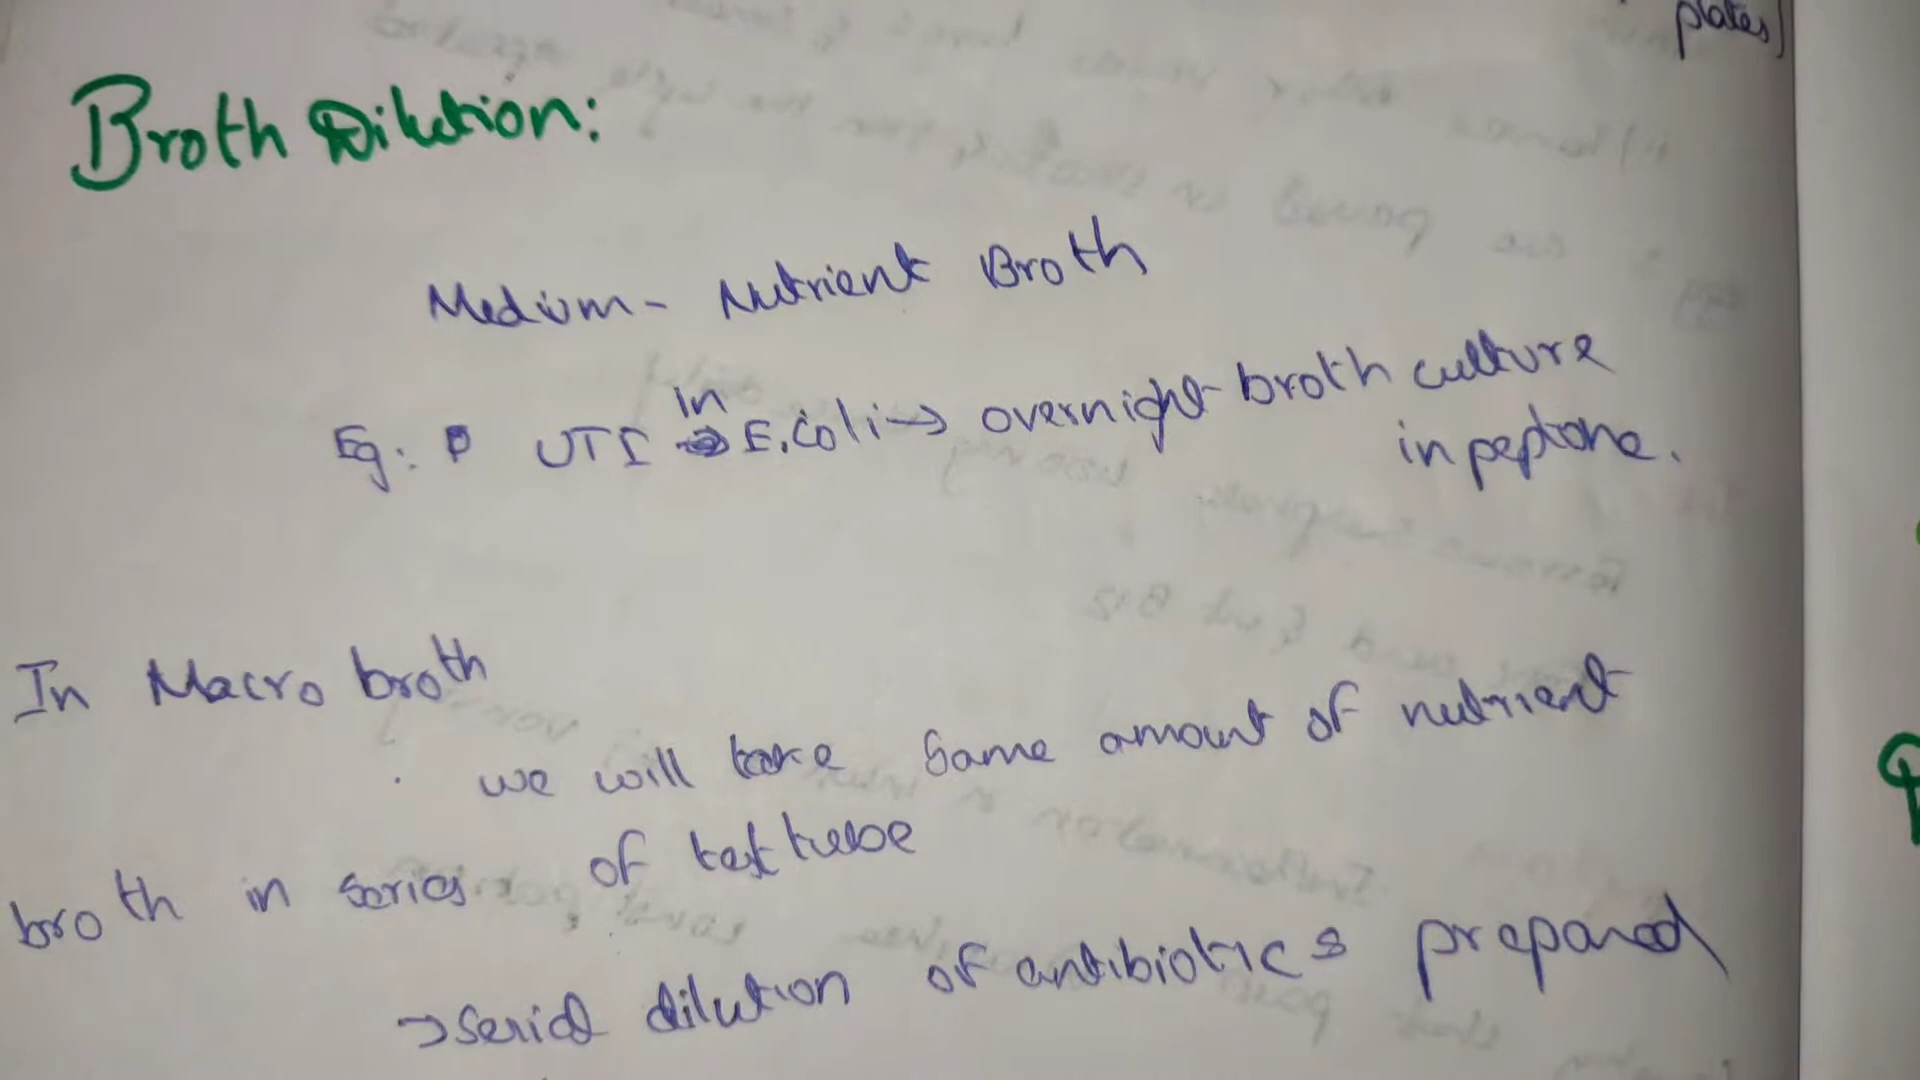 plates)
Broth Dilution:
Medium - Nutrient Broth
Eg: UTI In E.coli → overnight broth culture
in peptone.
In Macro broth
we will take same amount of nutrient
broth in series of test tube
→ serial dilution of antibiotics prepared